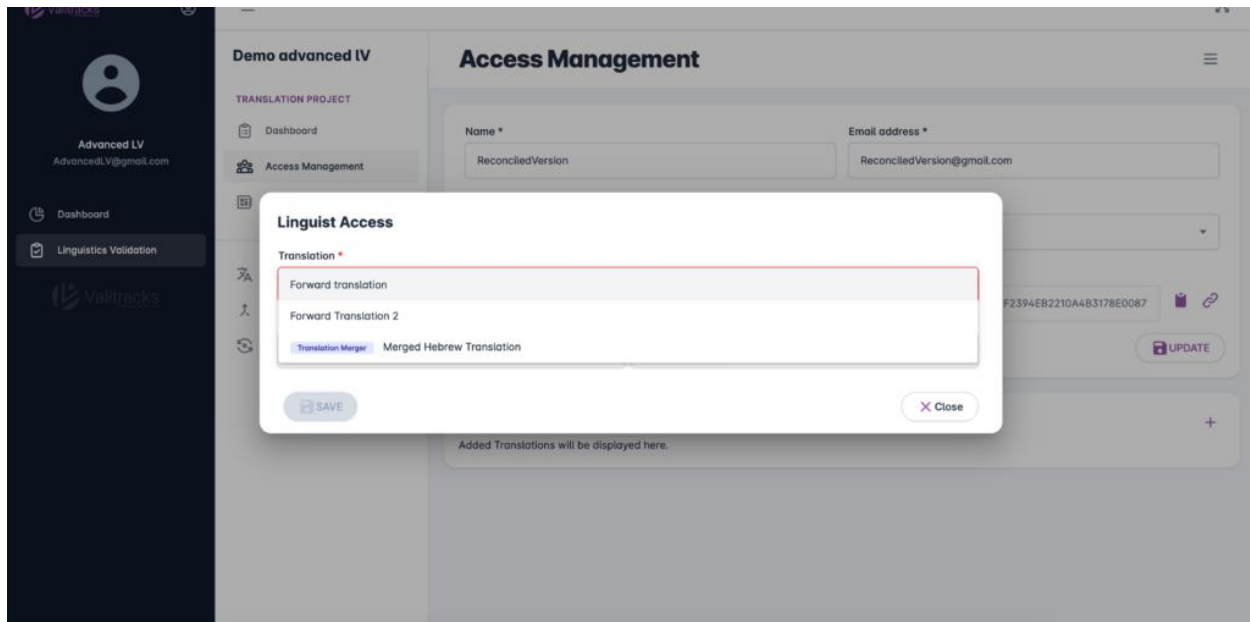 Valitracks
Advanced LV
AdvancedLV@gmail.com
Dashboard
Linguistics Validation
Valitracks
Demo advanced lV
TRANSLATION PROJECT
Dashboard
Access Management
Access Management
Name *
ReconciledVersion
Email address *
ReconciledVersion@gmail.com
F2394EB2210A4B3178E0087
UPDATE
Added Translations will be displayed here.
Linguist Access
Translation *
Forward translation
Forward Translation 2
Translation Merger Merged Hebrew Translation
SAVE
Close